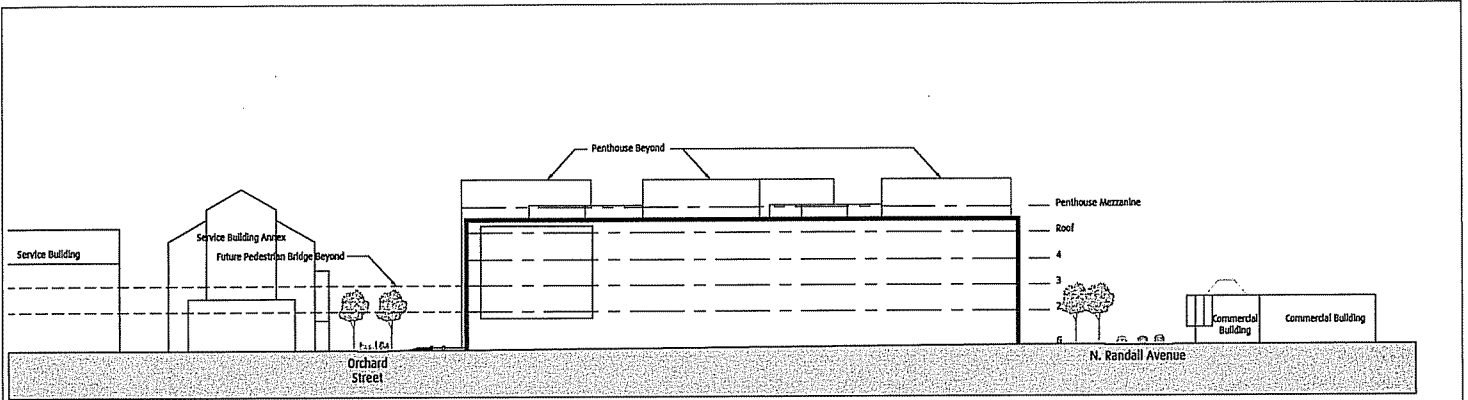 Penthouse Beyond
Penthouse Mezzanine
Roof
4
3
2
G
Service Building
Service Building Annex
Future Pedestrian Bridge Beyond
Orchard
Street
N. Randall Avenue
Commercial
Building
Commercial Building